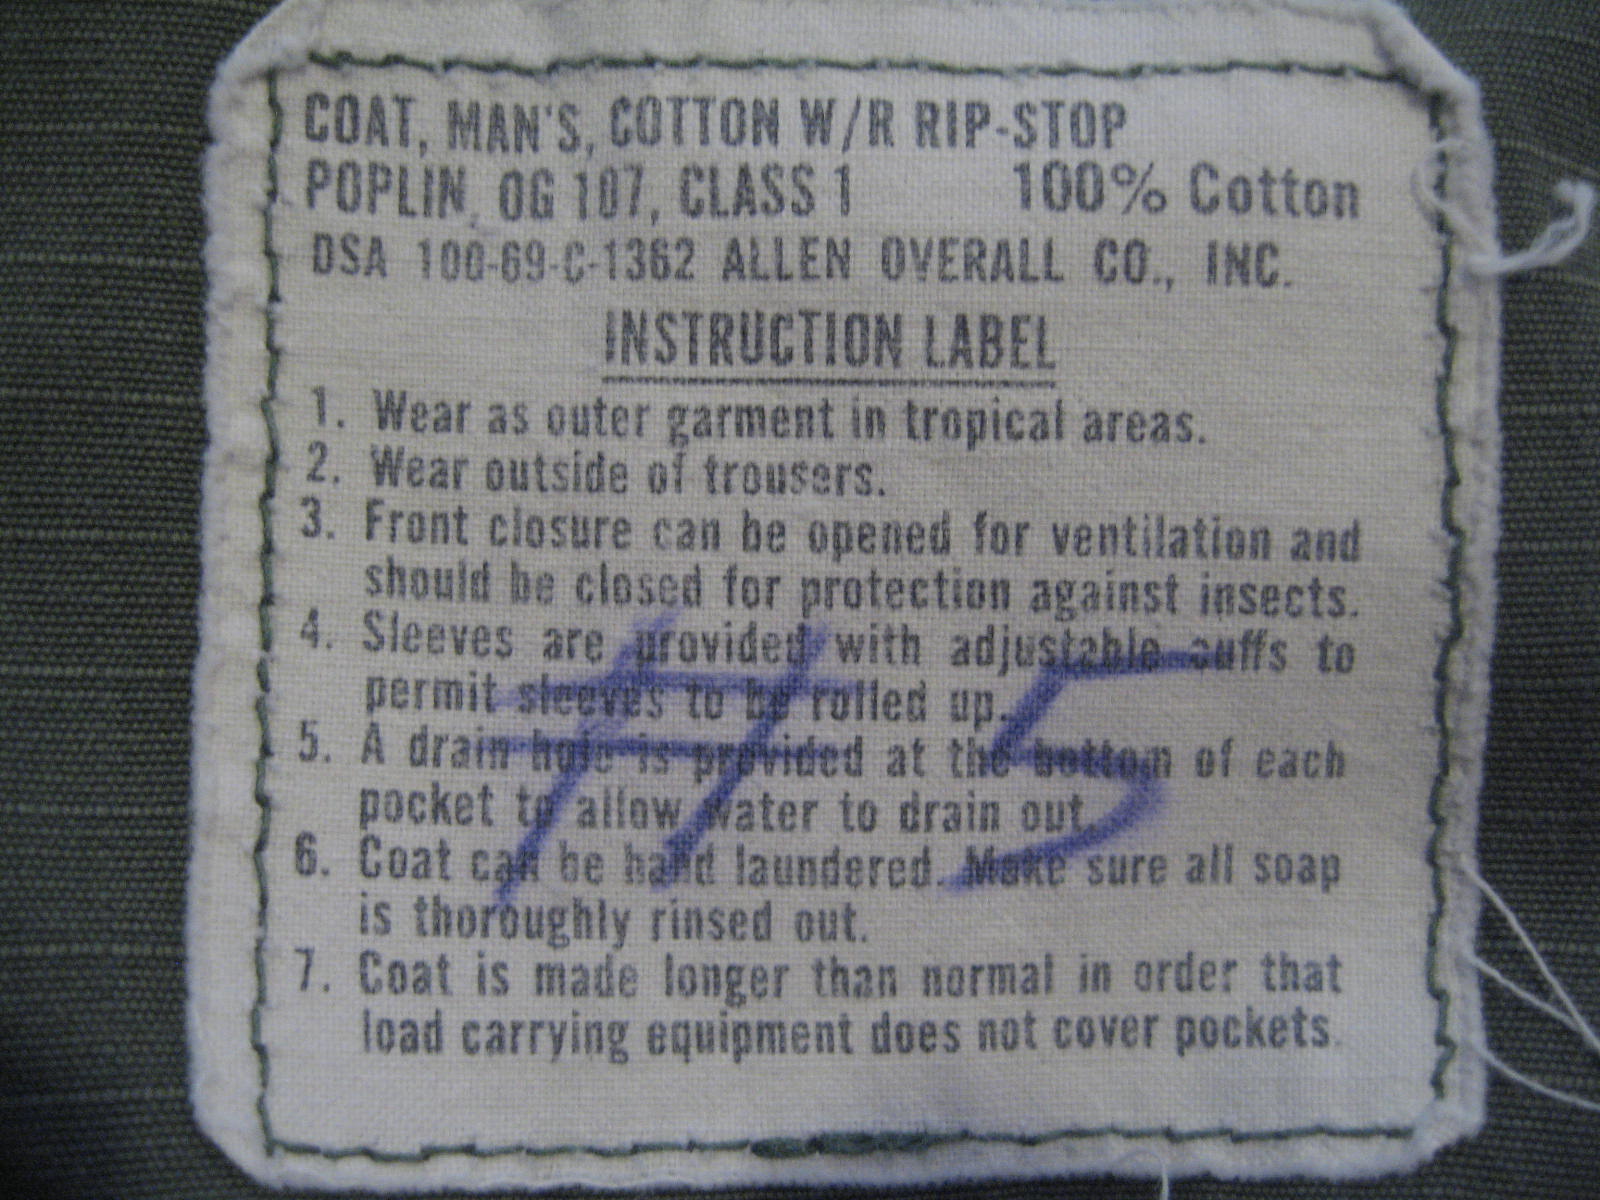 COAT, MAN'S, COTTON W/R RIP-STOP
POPLIN, OG 107, CLASS 1 100% Cotton
DSA 100-69-C-1362 ALLEN OVERALL CO., INC.
INSTRUCTION LABEL
1. Wear as outer garment in tropical areas.
2. Wear outside of trousers.
3. Front closure can be opened for ventilation and
should be closed for protection against insects.
4. Sleeves are provided with adjustable cuffs to
permit sleeves to be rolled up.
5. A drain hole is provided at the bottom of each
pocket to allow water to drain out.
6. Coat can be hand laundered. Make sure all soap
is thoroughly rinsed out.
7. Coat is made longer than normal in order that
load carrying equipment does not cover pockets.
#5